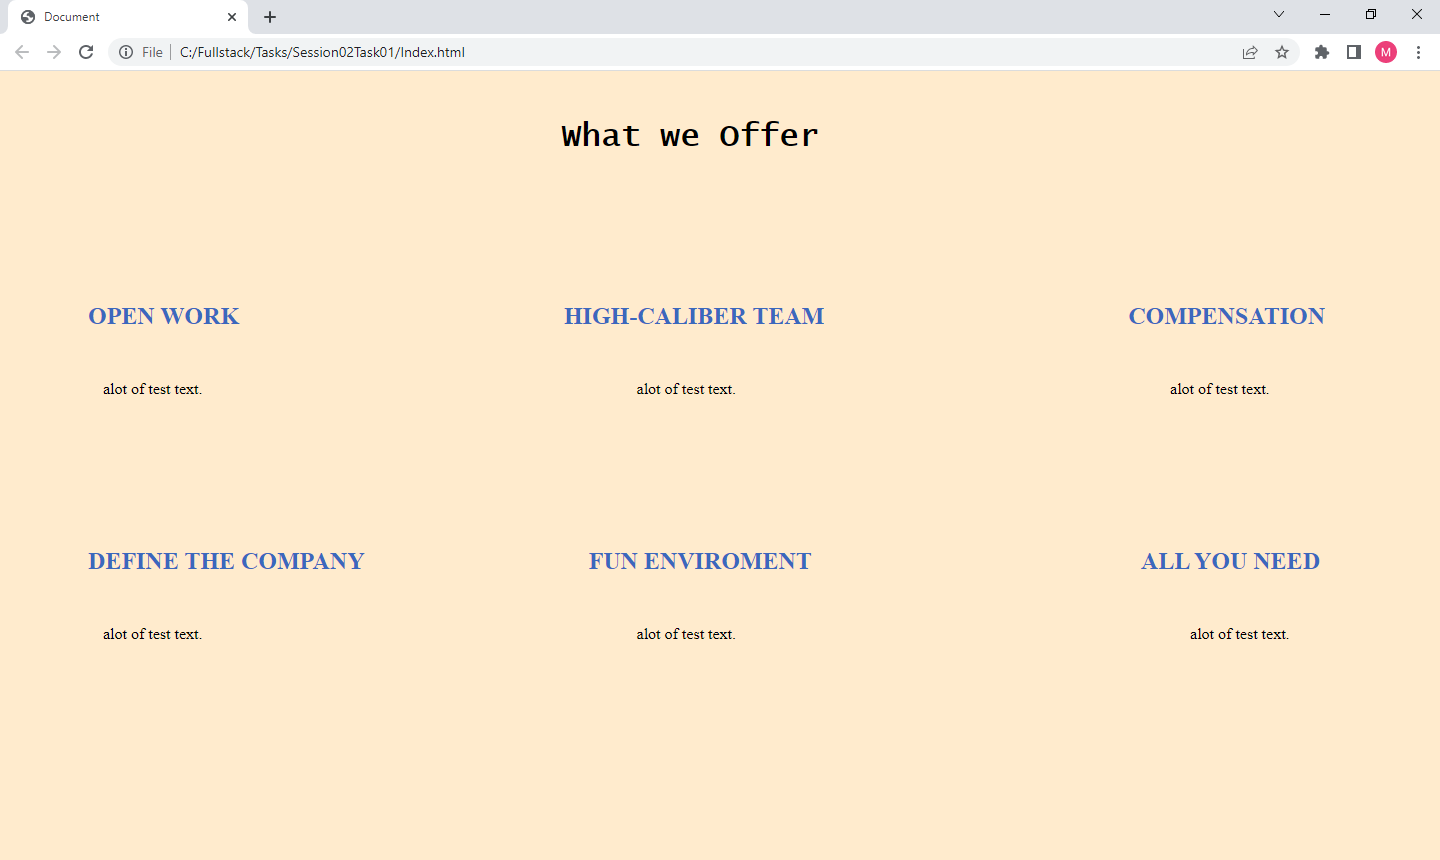 Document
File C:/Fullstack/Tasks/Session02Task01/Index.html
M
What we Offer
OPEN WORK HIGH-CALIBER TEAM COMPENSATION
alot of test text. alot of test text. alot of test text.
DEFINE THE COMPANY FUN ENVIROMENT ALL YOU NEED
alot of test text. alot of test text. alot of test text.